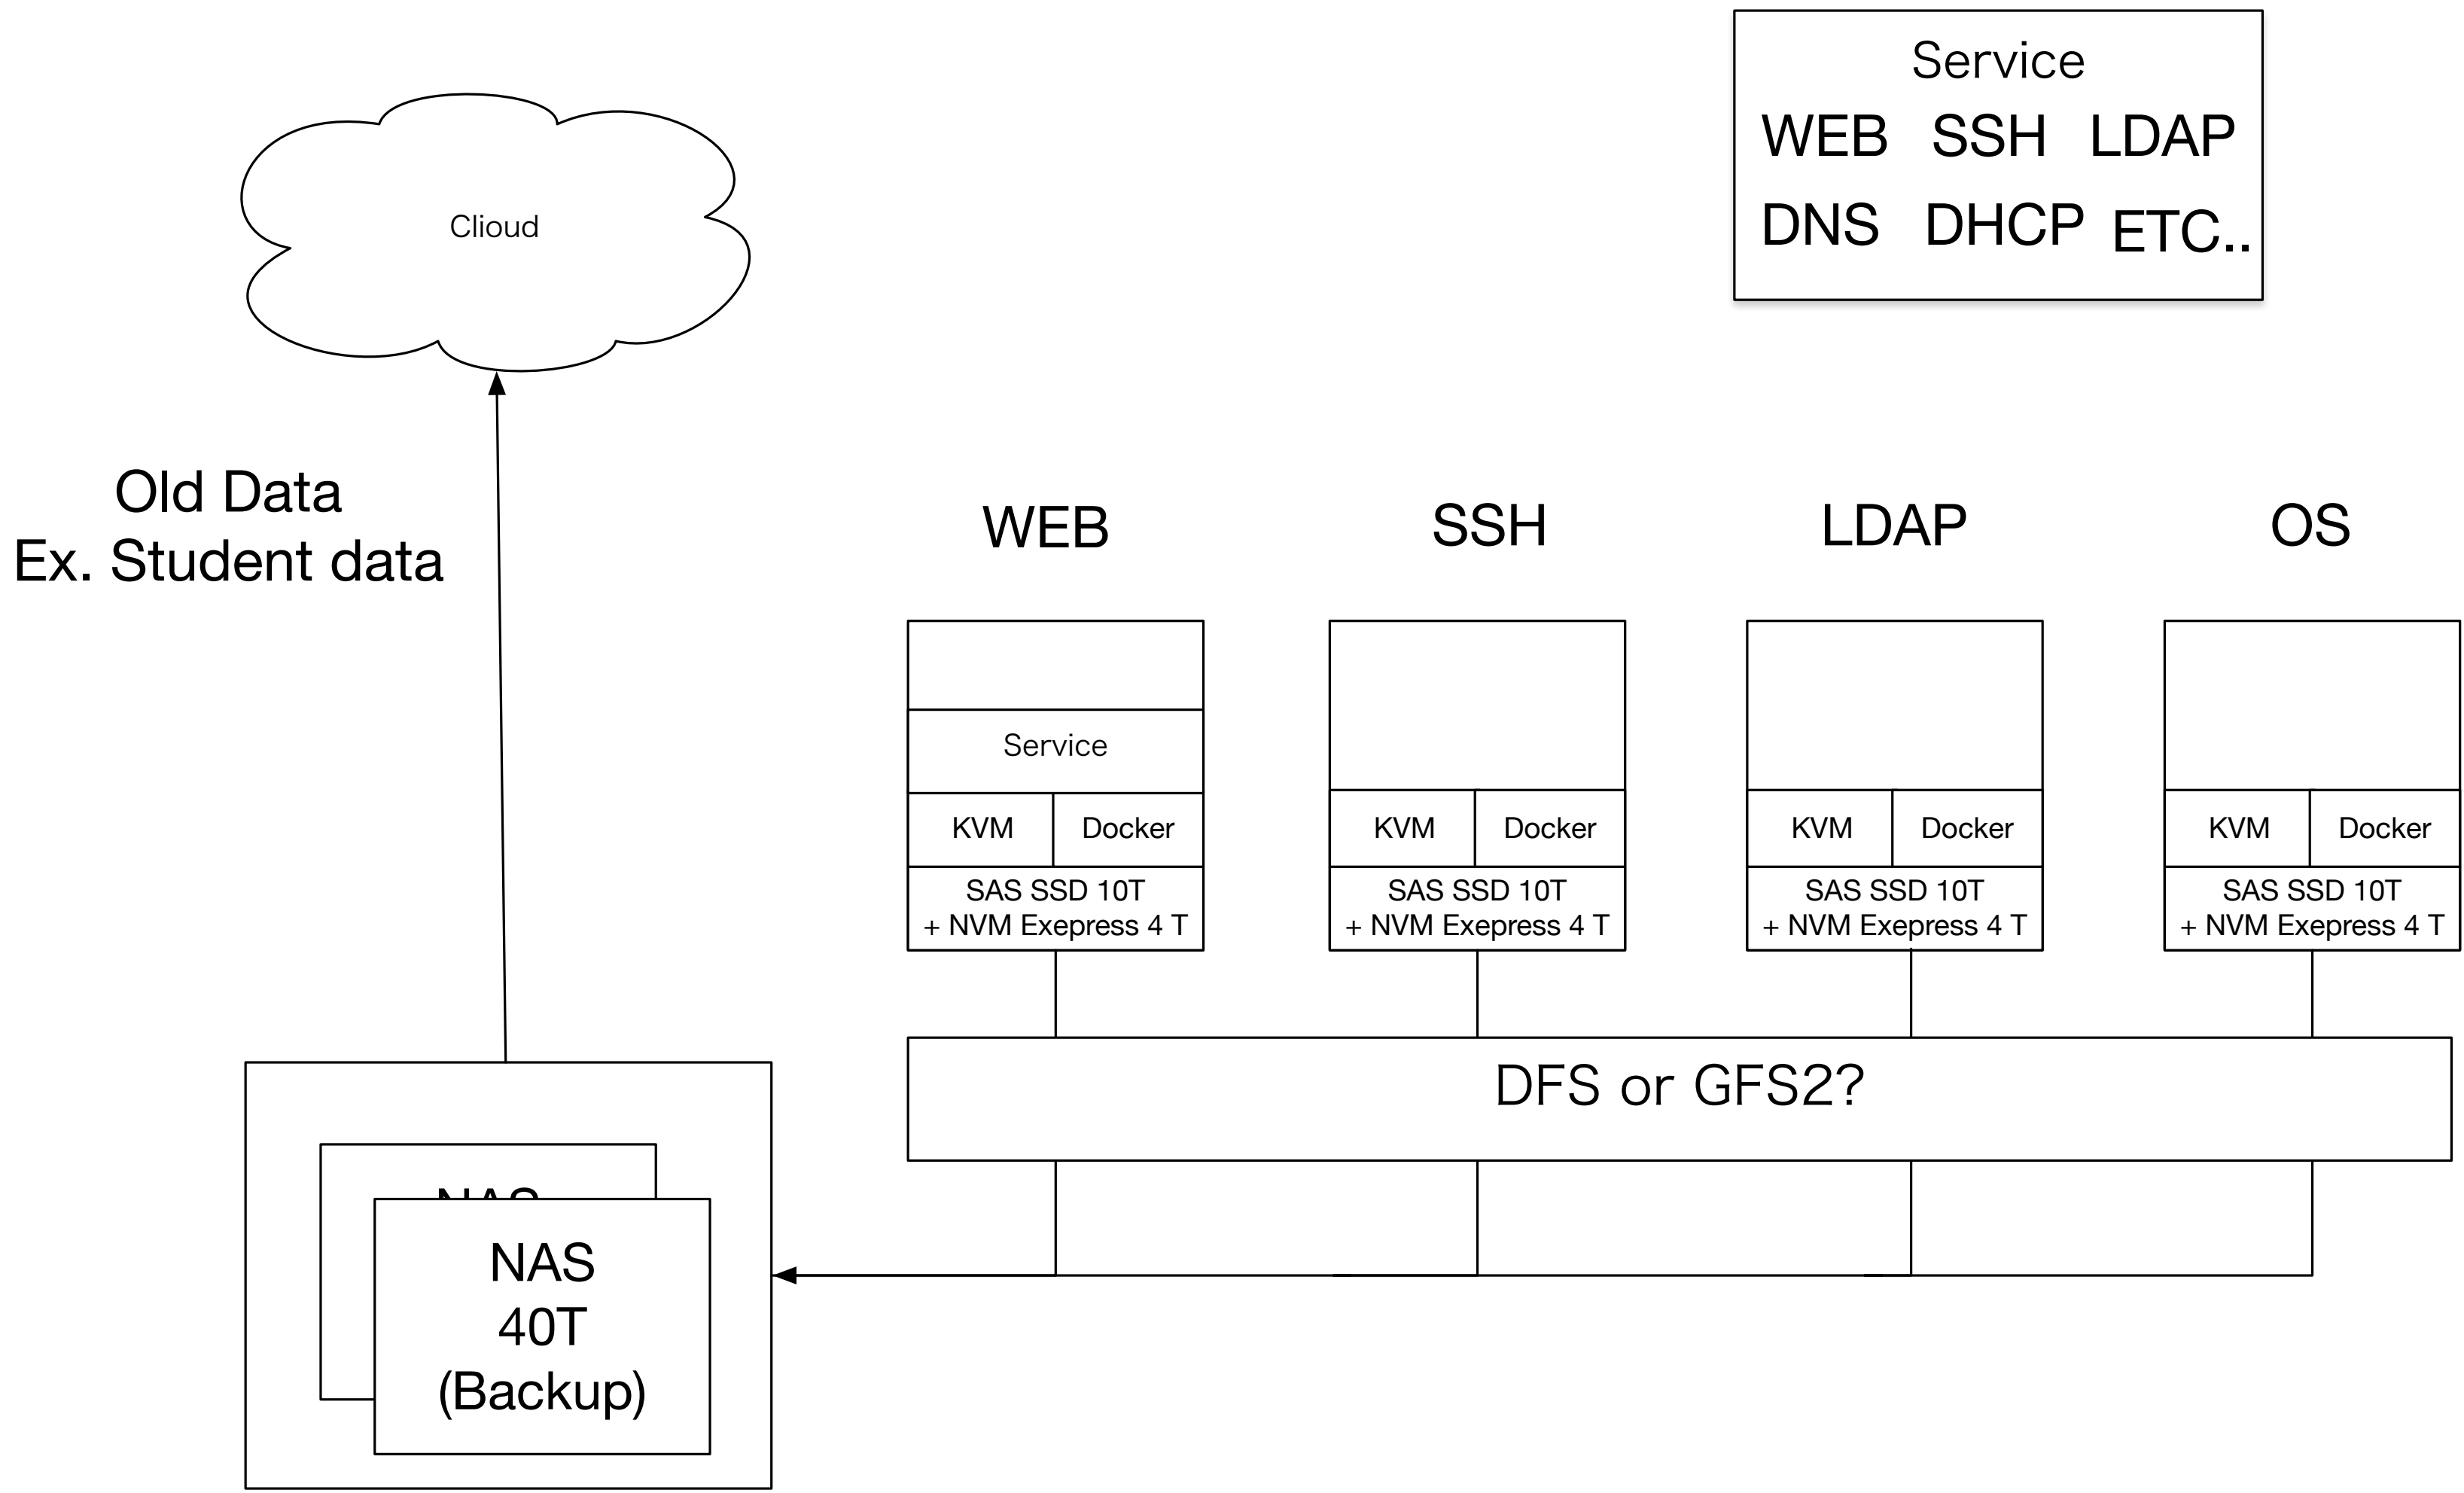 Service
WEB SSH LDAP
DNS DHCP ETC..
Clioud
Old Data
Ex. Student data
WEB SSH LDAP OS
Service
KVM Docker KVM Docker KVM Docker KVM Docker
SAS SSD 10T
+ NVM Exepress 4 T
SAS SSD 10T
+ NVM Exepress 4 T
SAS SSD 10T
+ NVM Exepress 4 T
SAS SSD 10T
+ NVM Exepress 4 T
DFS or GFS2?
NAS
NAS
40T
(Backup)